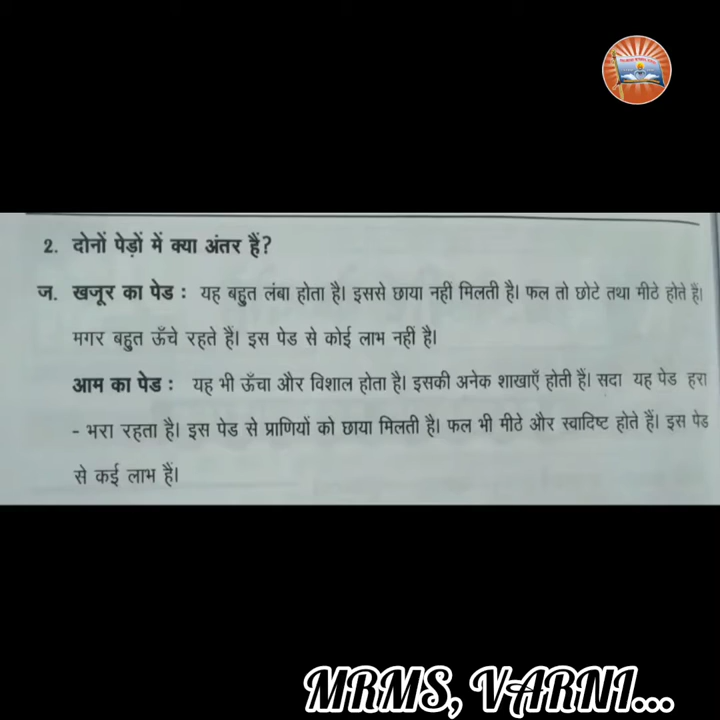 2. दोनों पेड़ों में क्या अंतर हैं?
ज. खजूर का पेड : यह बहुत लंबा होता है। इससे छाया नहीं मिलती है। फल तो छोटे तथा मीठे होते हैं।
मगर बहुत ऊँचे रहते हैं। इस पेड से कोई लाभ नहीं है।
आम का पेड : यह भी ऊँचा और विशाल होता है। इसकी अनेक शाखाएँ होती हैं। सदा यह पेड हरा
- भरा रहता है। इस पेड से प्राणियों को छाया मिलती है। फल भी मीठे और स्वादिष्ट होते हैं। इस पेड
से कई लाभ हैं।
MRMS, VARNI...